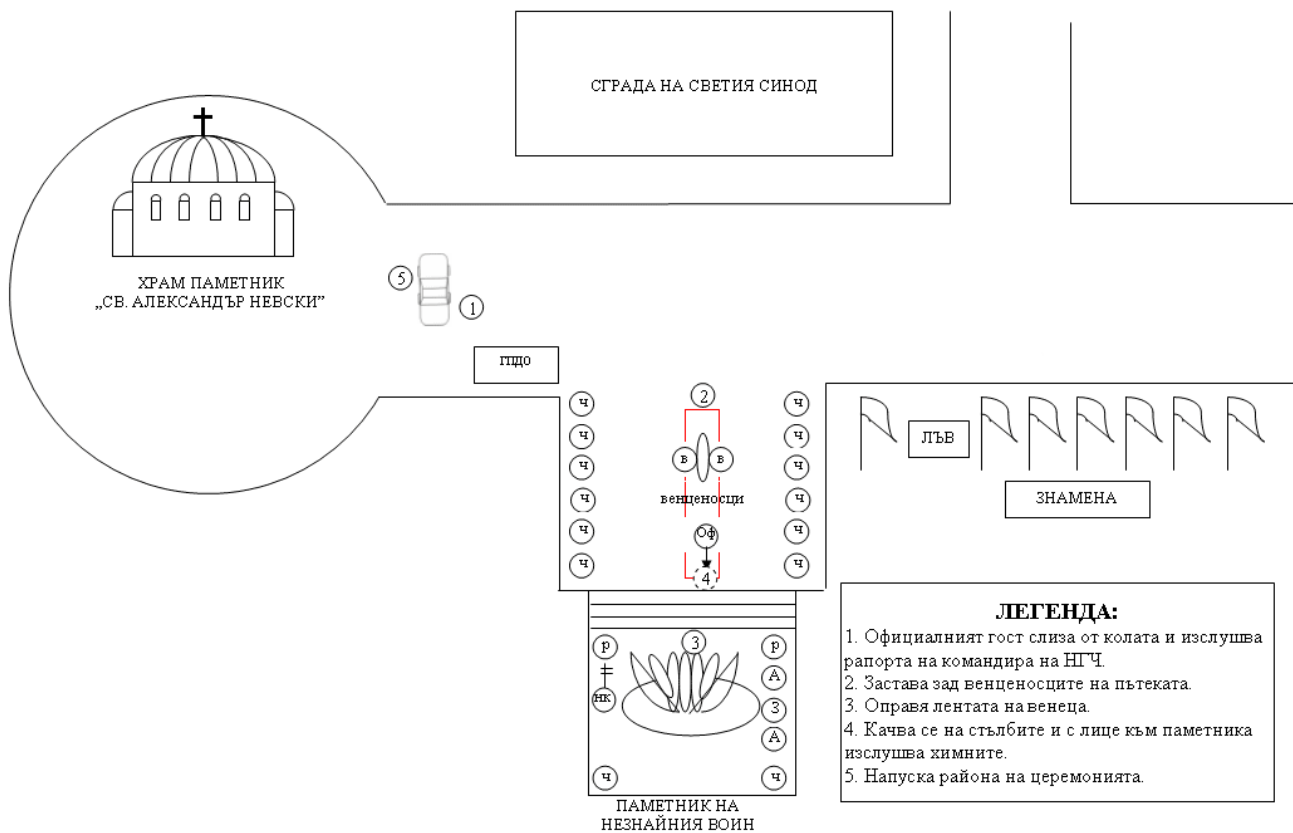 СГРАДА НА СВЕТИЯ СИНОД
ХРАМ ПАМЕТНИК
„СВ. АЛЕКСАНДЪР НЕВСКИ”
5
1
ГПДО
2
Ч
Ч
Ч
Ч
Ч
Ч
Ч
Ч
Ч
Ч
Ч
Ч
В
В
венценосци
Оф
4
ЛЪВ
ЗНАМЕНА
Р
3
Р
НК
А
З
А
Ч
Ч
ПАМЕТНИК НА
НЕЗНАЙНИЯ ВОИН
ЛЕГЕНДА:
1. Официалният гост слиза от колата и изслушва
рапорта на командира на НГЧ.
2. Застава зад венценосците на пътеката.
3. Оправя лентата на венеца.
4. Качва се на стълбите и с лице към паметника
изслушва химните.
5. Напуска района на церемонията.